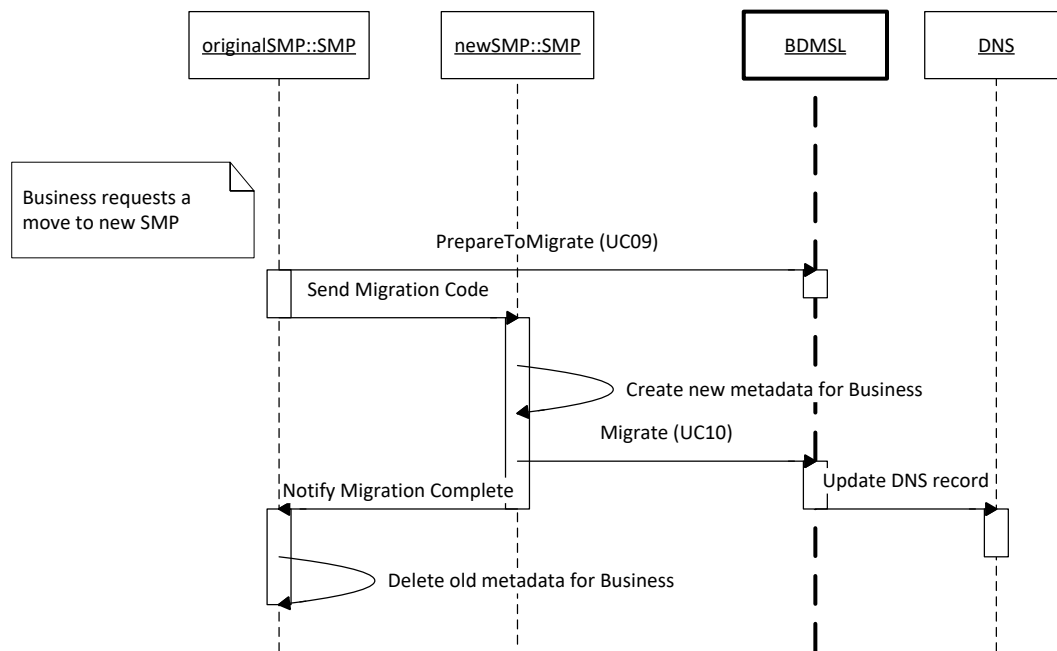 originalSMP::SMP
newSMP::SMP
BDMSL
DNS
Business requests a
move to new SMP
PrepareToMigrate (UC09)
Send Migration Code
Create new metadata for Business
Migrate (UC10)
Update DNS record
Notify Migration Complete
Delete old metadata for Business